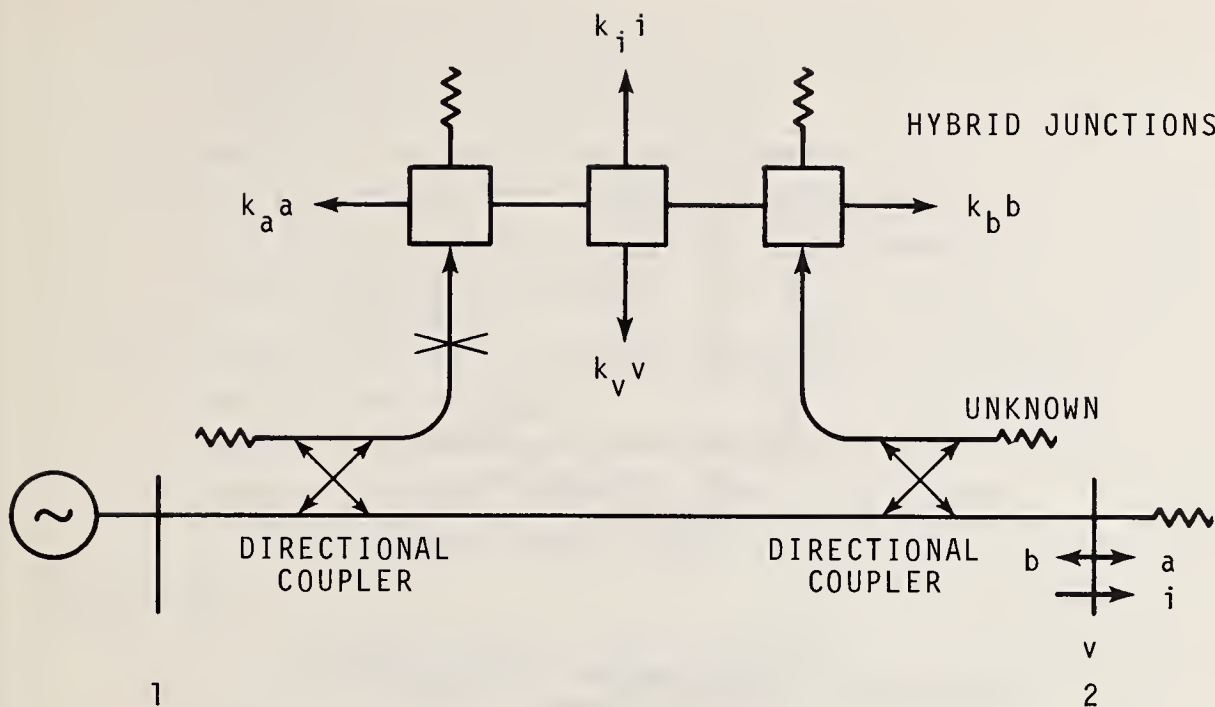 k_i i
HYBRID JUNCTIONS
k_a a
k_b b
k_v v
UNKNOWN
DIRECTIONAL
COUPLER
DIRECTIONAL
COUPLER
b a
i
v
1 2